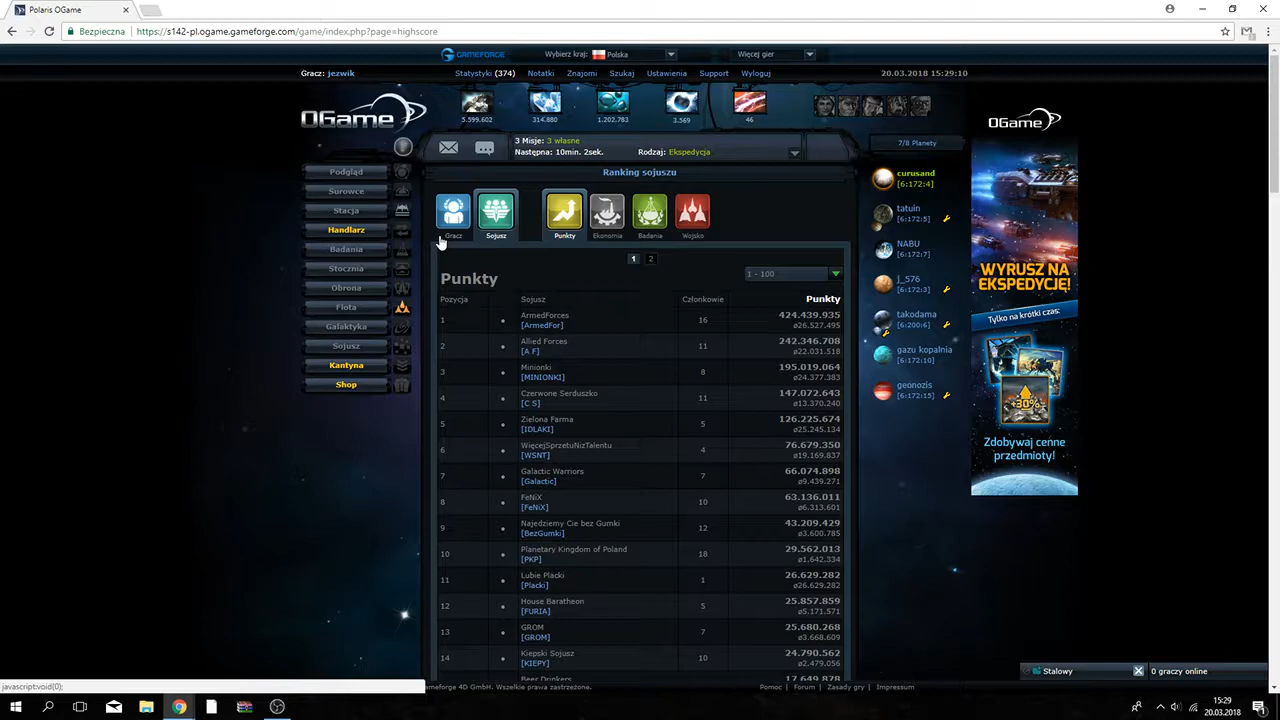 Polaris OGame
Bezpieczna
https://s142-pl.ogame.gameforge.com/game/index.php?page=highscore
GAMEFORGE
Wybierz kraj:
Polska
Więcej gier
Gracz: jezwik
Statystyki (374)
Notatki
Znajomi
Szukaj
Ustawienia
Support
Wyloguj
20.03.2018 15:29:10
OGame
5.599.602
314.880
1.202.783
3.569
46
3 Misje: 3 własne
Następna: 10min. 2sek.
Rodzaj: Ekspedycja
7/8 Planety
OGame
Podgląd
Surowce
Stacja
Handlarz
Badania
Stocznia
Obrona
Flota
Galaktyka
Sojusz
Kantyna
Shop
Ranking sojuszu
Gracz
Sojusz
Punkty
Ekonomia
Badania
Wojsko
1
2
Punkty
1 - 100
Pozycja
Sojusz
Członkowie
Punkty
1
ArmedForces
[ArmedFor]
16
424.439.935
ø26.527.495
2
Allied Forces
[A F]
11
242.346.708
ø22.031.518
3
Minionki
[MINIONKI]
8
195.019.064
ø24.377.383
4
Czerwone Serduszko
[C S]
11
147.072.643
ø13.370.240
5
Zielona Farma
[IDLAKI]
5
126.225.674
ø25.245.134
6
WięcejSprzetuNizTalentu
[WSNT]
4
76.679.350
ø19.169.837
7
Galactic Warriors
[Galactic]
7
66.074.898
ø9.439.271
8
FeNiX
[FeNiX]
10
63.136.011
ø6.313.601
9
Najedziemy Cie bez Gumki
[BezGumki]
12
43.209.429
ø3.600.785
10
Planetary Kingdom of Poland
[PKP]
18
29.562.013
ø1.642.334
11
Lubie Placki
[Placki]
1
26.629.282
ø26.629.282
12
House Baratheon
[FURIA]
5
25.857.859
ø5.171.571
13
GROM
[GROM]
7
25.680.268
ø3.668.609
14
Kiepski Sojusz
[KIEPY]
10
24.790.562
ø2.479.056
Beer Drinkers
17.649.878
curusand
[6:172:4]
tatuin
[6:172:5]
NABU
[6:172:7]
J_576
[6:172:3]
takodama
[6:200:6]
gazu kopalnia
[6:172:10]
geonozis
[6:172:15]
WYRUSZ NA
EKSPEDYCJĘ!
Tylko na krótki czas:
+30%
Zdobywaj cenne
przedmioty!
Stalowy
0 graczy online
javascript:void(0);
ameforge 4D GmbH. Wszelkie prawa zastrzeżone.
Pomoc
Forum
Zasady gry
Impressum
15:29
20.03.2018